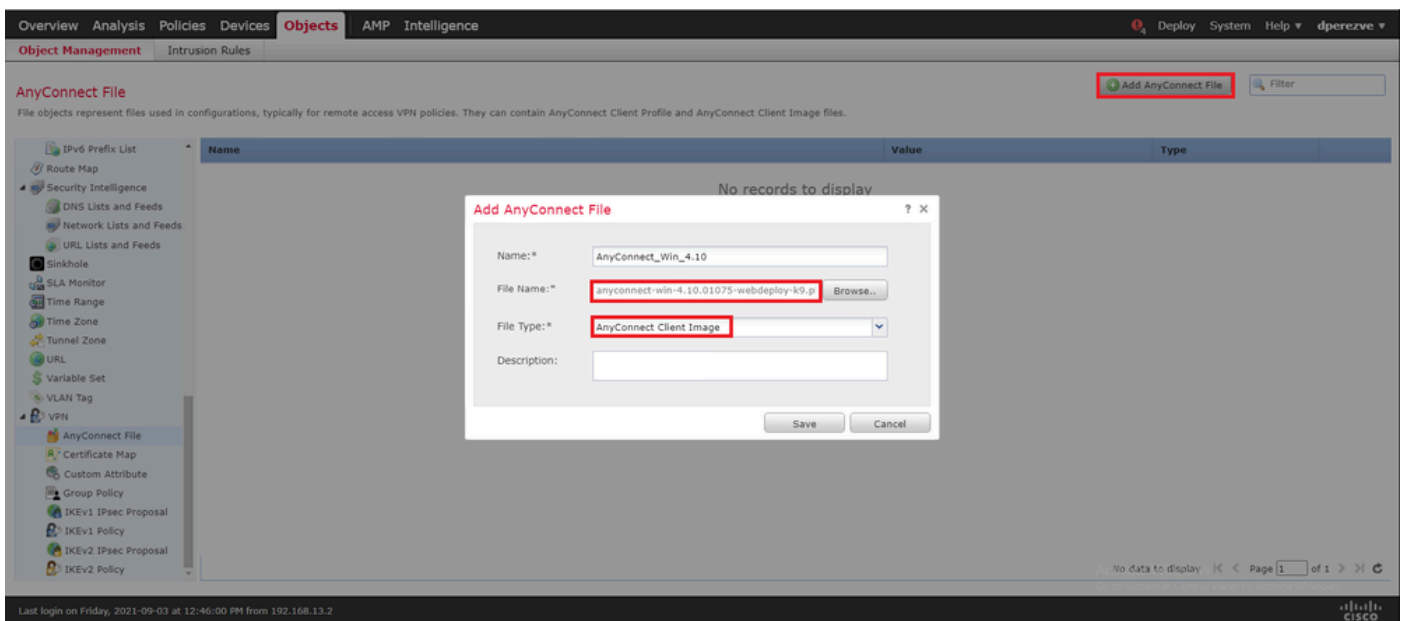 Overview Analysis Policies Devices Objects AMP Intelligence 4 Deploy System Help ▾ dperezve ▾
Object Management Intrusion Rules
AnyConnect File
Add AnyConnect File Filter
File objects represent files used in configurations, typically for remote access VPN policies. They can contain AnyConnect Client Profile and AnyConnect Client Image files.
IPv6 Prefix List
Route Map
Security Intelligence
DNS Lists and Feeds
Network Lists and Feeds
URL Lists and Feeds
Sinkhole
SLA Monitor
Time Range
Time Zone
Tunnel Zone
URL
Variable Set
VLAN Tag
VPN
AnyConnect File
Certificate Map
Custom Attribute
Group Policy
IKEv1 IPsec Proposal
IKEv1 Policy
IKEv2 IPsec Proposal
IKEv2 Policy
Name Value Type
No records to display
Add AnyConnect File ? ×
Name:* AnyConnect_Win_4.10
File Name:* anyconnect-win-4.10.01075-webdeploy-k9.p Browse..
File Type:* AnyConnect Client Image
Description:
Save Cancel
No data to display |< < Page 1 of 1 > >|
Last login on Friday, 2021-09-03 at 12:46:00 PM from 192.168.13.2
CISCO